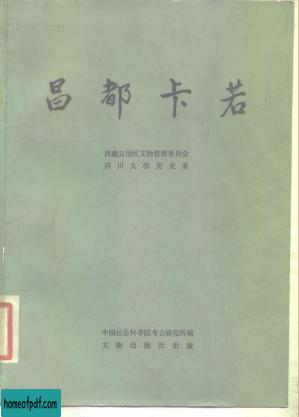 昌都卡若
西藏自治区文物管理委员会
四川大学历史系
中国社会科学院考古研究所编
文物出版社出版
homeofpdf.com